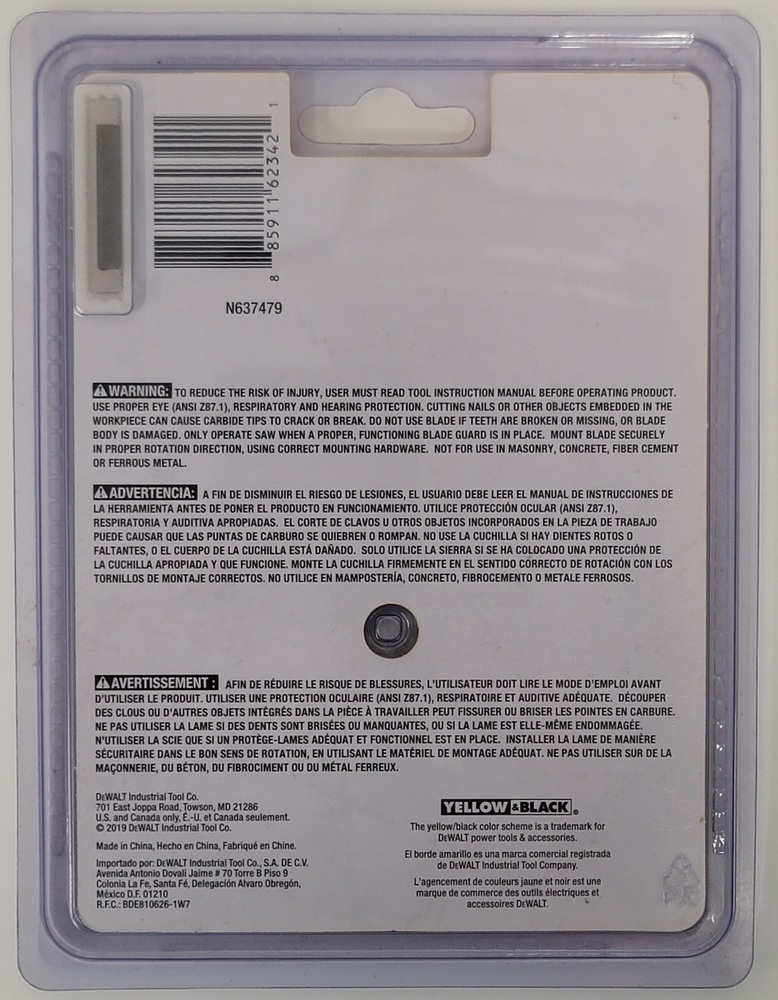 8 85911 62342 1
N637479
⚠ WARNING: TO REDUCE THE RISK OF INJURY, USER MUST READ TOOL INSTRUCTION MANUAL BEFORE OPERATING PRODUCT.
USE PROPER EYE (ANSI Z87.1), RESPIRATORY AND HEARING PROTECTION. CUTTING NAILS OR OTHER OBJECTS EMBEDDED IN THE
WORKPIECE CAN CAUSE CARBIDE TIPS TO CRACK OR BREAK. DO NOT USE BLADE IF TEETH ARE BROKEN OR MISSING, OR BLADE
BODY IS DAMAGED. ONLY OPERATE SAW WHEN A PROPER, FUNCTIONING BLADE GUARD IS IN PLACE. MOUNT BLADE SECURELY
IN PROPER ROTATION DIRECTION, USING CORRECT MOUNTING HARDWARE. NOT FOR USE IN MASONRY, CONCRETE, FIBER CEMENT
OR FERROUS METAL.
⚠ ADVERTENCIA: A FIN DE DISMINUIR EL RIESGO DE LESIONES, EL USUARIO DEBE LEER EL MANUAL DE INSTRUCCIONES DE
LA HERRAMIENTA ANTES DE PONER EL PRODUCTO EN FUNCIONAMIENTO. UTILICE PROTECCIÓN OCULAR (ANSI Z87.1),
RESPIRATORIA Y AUDITIVA APROPIADAS. EL CORTE DE CLAVOS U OTROS OBJETOS INCORPORADOS EN LA PIEZA DE TRABAJO
PUEDE CAUSAR QUE LAS PUNTAS DE CARBURO SE QUIEBREN O ROMPAN. NO USE LA CUCHILLA SI HAY DIENTES ROTOS O
FALTANTES, O EL CUERPO DE LA CUCHILLA ESTÁ DAÑADO. SOLO UTILICE LA SIERRA SI SE HA COLOCADO UNA PROTECCIÓN DE
LA CUCHILLA APROPIADA Y QUE FUNCIONE. MONTE LA CUCHILLA FIRMEMENTE EN EL SENTIDO CORRECTO DE ROTACIÓN CON LOS
TORNILLOS DE MONTAJE CORRECTOS. NO UTILICE EN MAMPOSTERÍA, CONCRETO, FIBROCEMENTO O METALE FERROSOS.
⚠ AVERTISSEMENT : AFIN DE RÉDUIRE LE RISQUE DE BLESSURES, L'UTILISATEUR DOIT LIRE LE MODE D'EMPLOI AVANT
D'UTILISER LE PRODUIT. UTILISER UNE PROTECTION OCULAIRE (ANSI Z87.1), RESPIRATOIRE ET AUDITIVE ADÉQUATE. DÉCOUPER
DES CLOUS OU D'AUTRES OBJETS INTÉGRÉS DANS LA PIÈCE À TRAVAILLER PEUT FISSURER OU BRISER LES POINTES EN CARBURE.
NE PAS UTILISER LA LAME SI DES DENTS SONT BRISÉES OU MANQUANTES, OU SI LA LAME EST ELLE-MÊME ENDOMMAGÉE.
N'UTILISER LA SCIE QUE SI UN PROTÈGE-LAMES ADÉQUAT ET FONCTIONNEL EST EN PLACE. INSTALLER LA LAME DE MANIÈRE
SÉCURITAIRE DANS LE BON SENS DE ROTATION, EN UTILISANT LE MATÉRIEL DE MONTAGE ADÉQUAT. NE PAS UTILISER SUR DE LA
MAÇONNERIE, DU BÉTON, DU FIBROCIMENT OU DU MÉTAL FERREUX.
DEWALT Industrial Tool Co.
701 East Joppa Road, Towson, MD 21286
U.S. and Canada only, É.-U. et Canada seulement.
© 2019 DEWALT Industrial Tool Co.
Made in China, Hecho en China, Fabriqué en Chine.
Importado por: DEWALT Industrial Tool Co., S.A. DE C.V.
Avenida Antonio Dovali Jaime # 70 Torre B Piso 9
Colonia La Fe, Santa Fé, Delegación Alvaro Obregón,
México D.F. 01210
R.F.C.: BDE810626-1W7
YELLOW & BLACK®
The yellow/black color scheme is a trademark for
DEWALT power tools & accessories.
El borde amarillo es una marca comercial registrada
de DEWALT Industrial Tool Company.
L'agencement de couleurs jaune et noir est une
marque de commerce des outils électriques et
accessoires DEWALT.
PVC